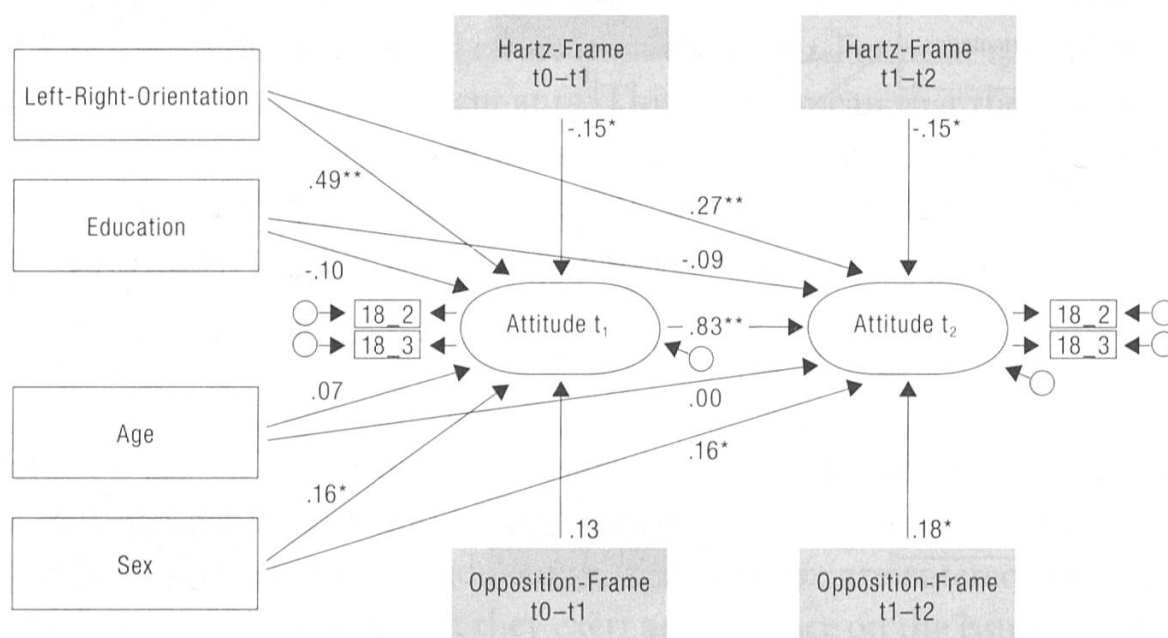 Hartz-Frame
t0–t1
Hartz-Frame
t1–t2
Left-Right-Orientation
-.15*
-.15*
.49**
.27**
Education
-.10
-.09
18_2
18_3
Attitude t₁
.83**
Attitude t₂
18_2
18_3
.07
.00
Age
.16*
.16*
.13
.18*
Sex
Opposition-Frame
t0–t1
Opposition-Frame
t1–t2